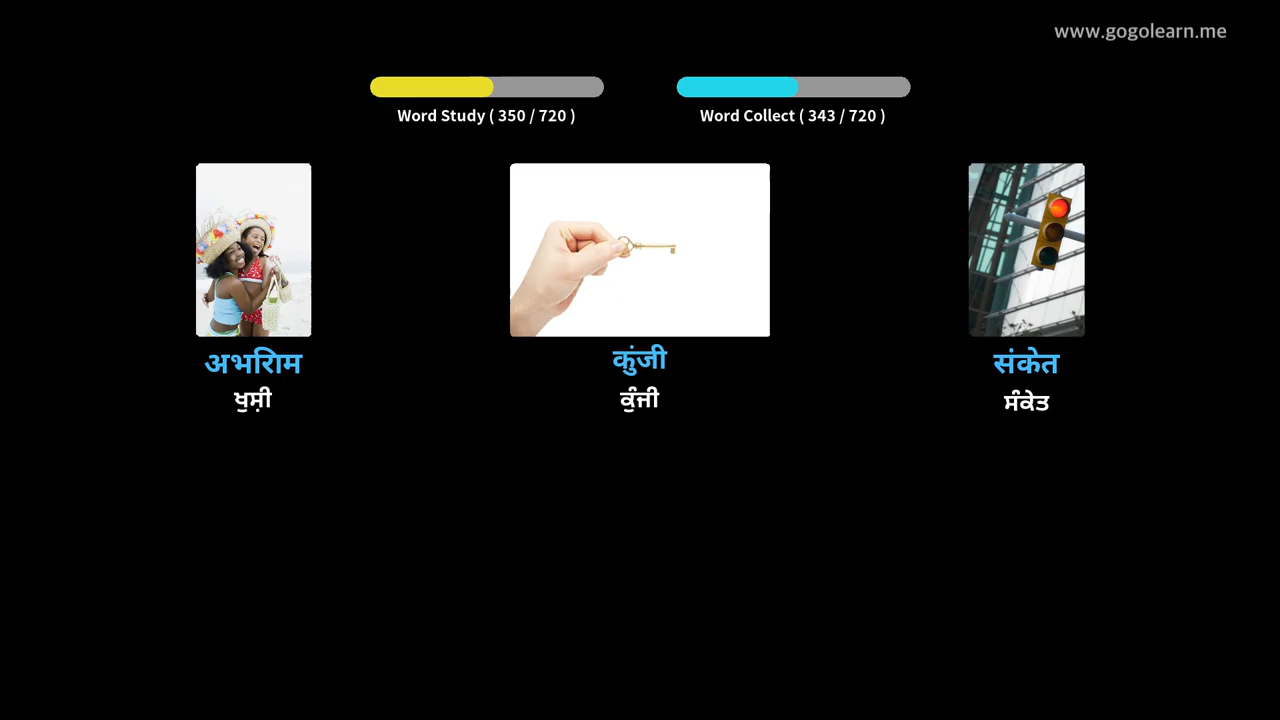 www.gogolearn.me
Word Study ( 350 / 720 )
Word Collect ( 343 / 720 )
अभिराम
ਖੁਸ਼ੀ
कुंजी
ਕੁੰਜੀ
संकेत
ਸੰਕੇਤ